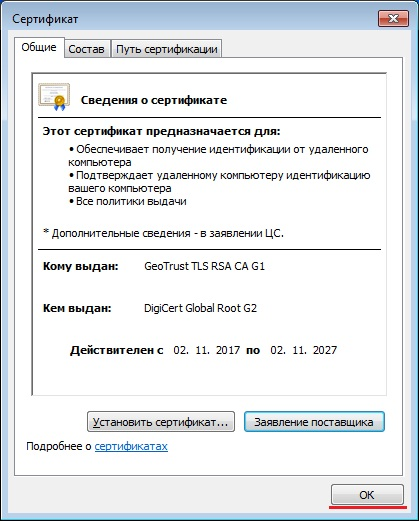 Сертификат
Общие Состав Путь сертификации
Сведения о сертификате
Этот сертификат предназначается для:
• Обеспечивает получение идентификации от удаленного
компьютера
• Подтверждает удаленному компьютеру идентификацию
вашего компьютера
• Все политики выдачи
* Дополнительные сведения - в заявлении ЦС.
Кому выдан: GeoTrust TLS RSA CA G1
Кем выдан: DigiCert Global Root G2
Действителен с 02. 11. 2017 по 02. 11. 2027
Установить сертификат... Заявление поставщика
Подробнее о сертификатах
ОК